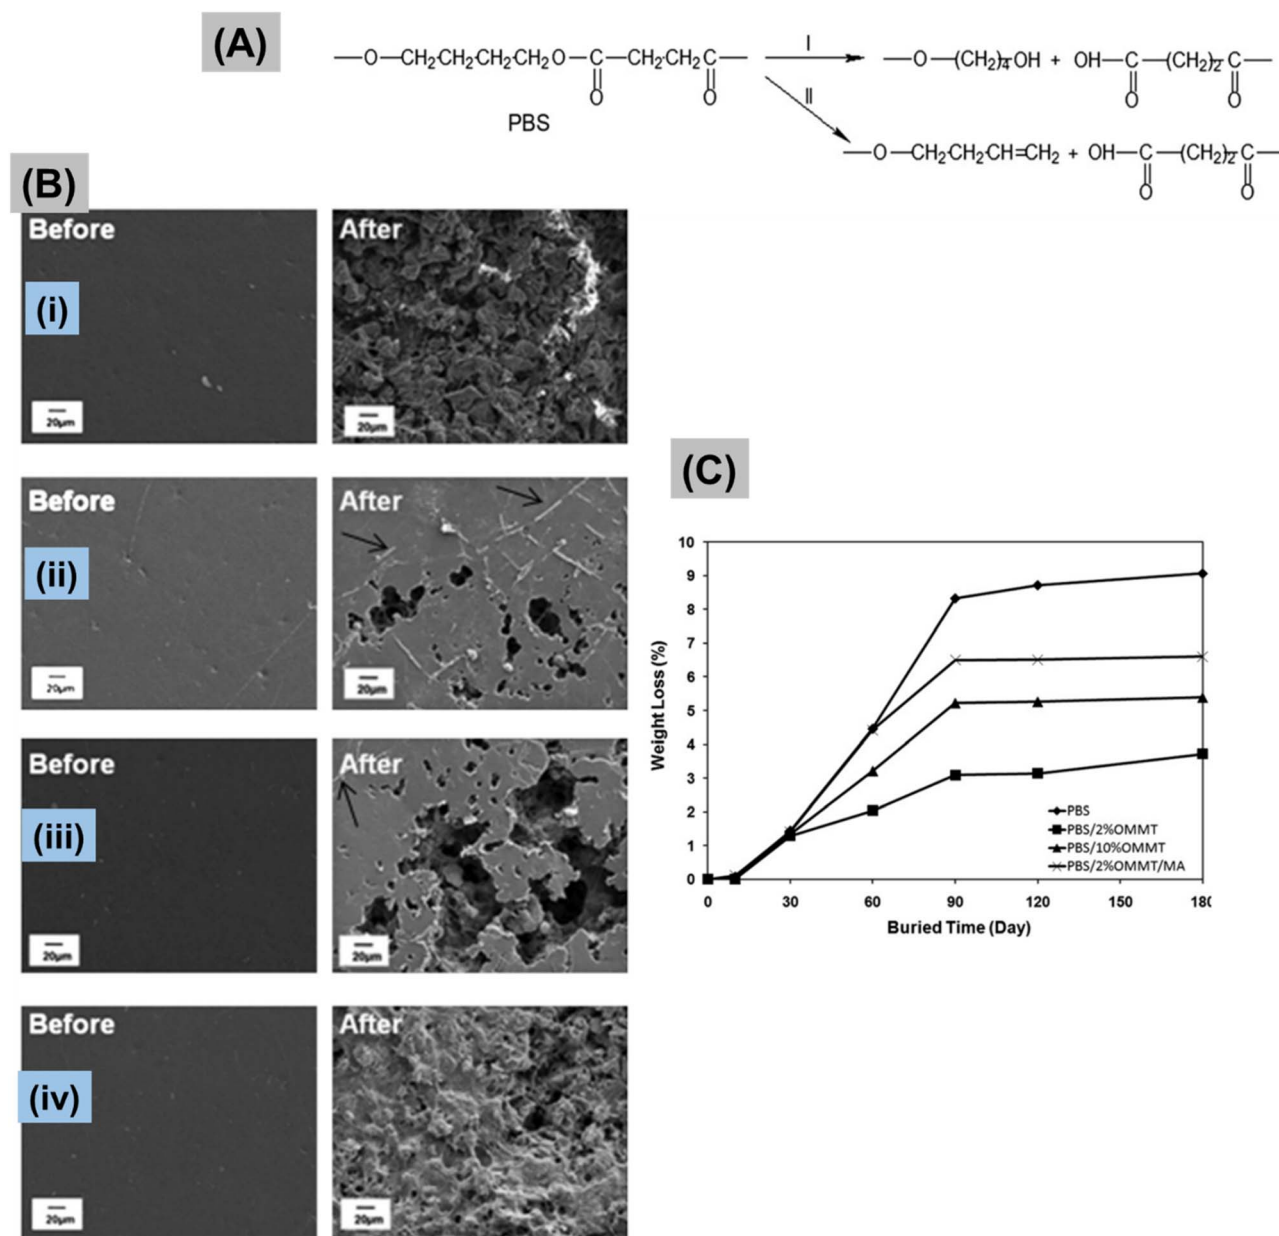 (A)
—O—CH₂CH₂CH₂CH₂O—C—CH₂CH₂C—
O O
PBS
I
—O—(CH₂)₄OH + OH—C—(CH₂)₂C—
O O
II
—O—CH₂CH₂CH=CH₂ + OH—C—(CH₂)₂C—
O O
(B)
Before
After
(i)
20µm
20µm
Before
After
(ii)
20µm
20µm
Before
After
(iii)
20µm
20µm
Before
After
(iv)
20µm
20µm
(C)
10
9
8
7
6
5
4
3
2
1
0
Weight Loss (%)
PBS
PBS/2%OMMT
PBS/10%OMMT
PBS/2%OMMT/MA
0 30 60 90 120 150 180
Buried Time (Day)